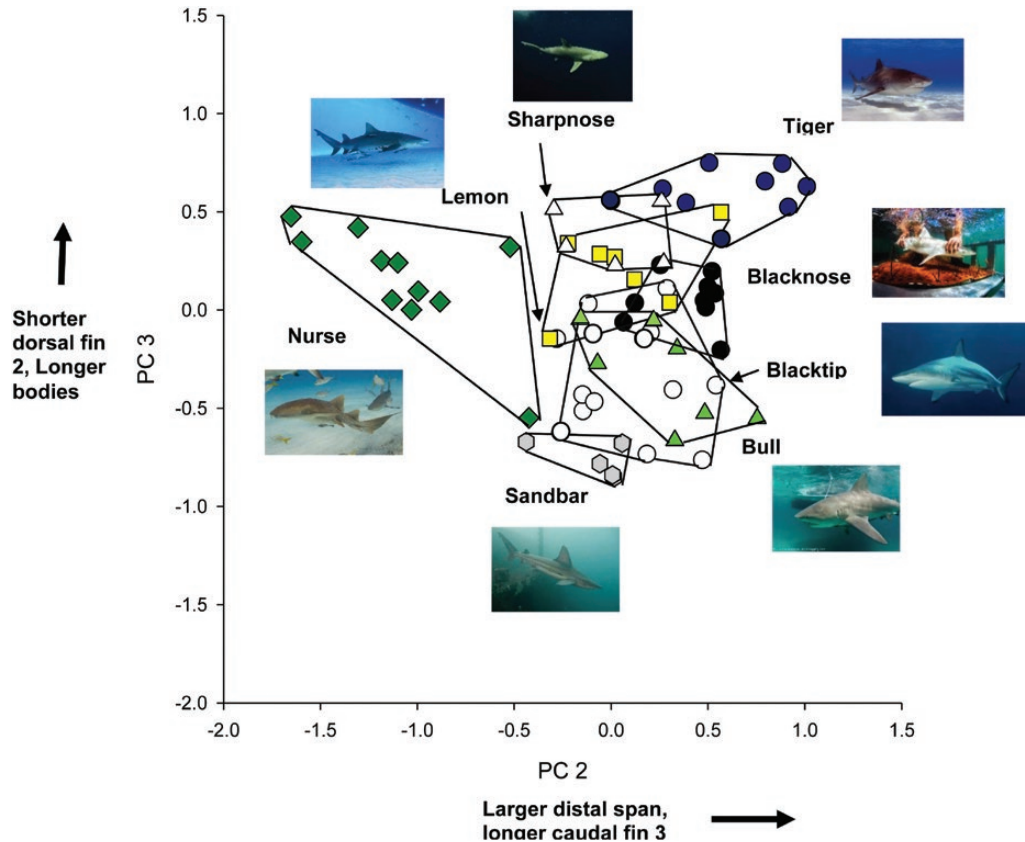 1.5
1.0
0.5
0.0
-0.5
-1.0
-1.5
-2.0
PC 3
Shorter
dorsal fin
2, Longer
bodies
Sharpnose
Tiger
Lemon
Blacknose
Nurse
Blacktip
Bull
Sandbar
-2.0 -1.5 -1.0 -0.5 0.0 0.5 1.0 1.5
PC 2
Larger distal span,
longer caudal fin 3